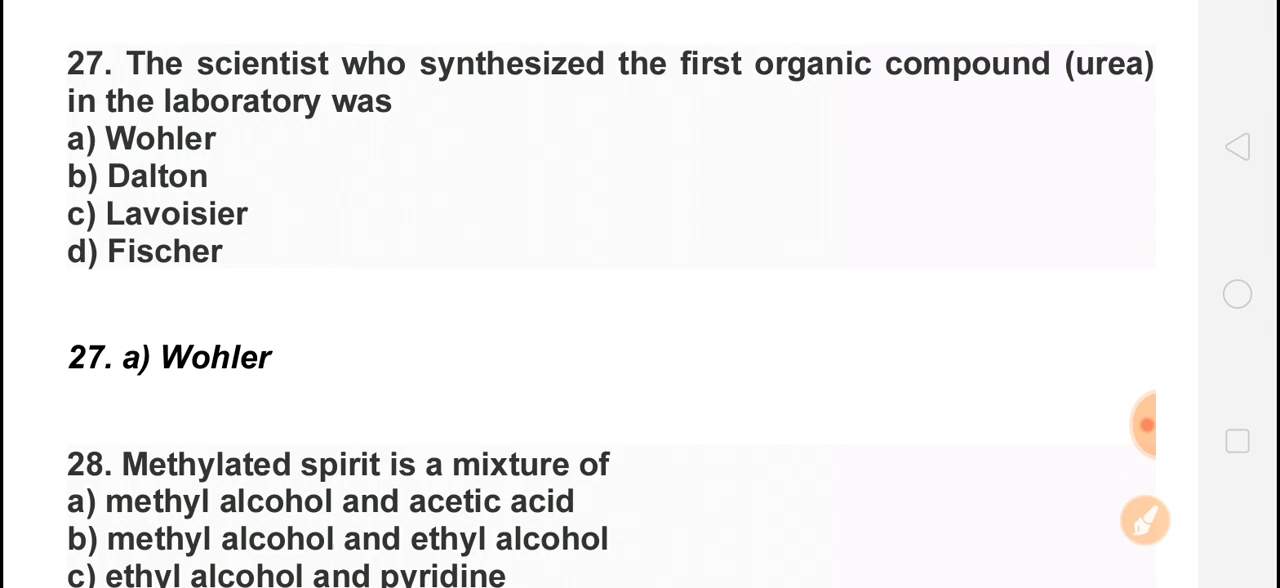 27. The scientist who synthesized the first organic compound (urea)
in the laboratory was
a) Wohler
b) Dalton
c) Lavoisier
d) Fischer
27. a) Wohler
28. Methylated spirit is a mixture of
a) methyl alcohol and acetic acid
b) methyl alcohol and ethyl alcohol
c) ethyl alcohol and pyridine